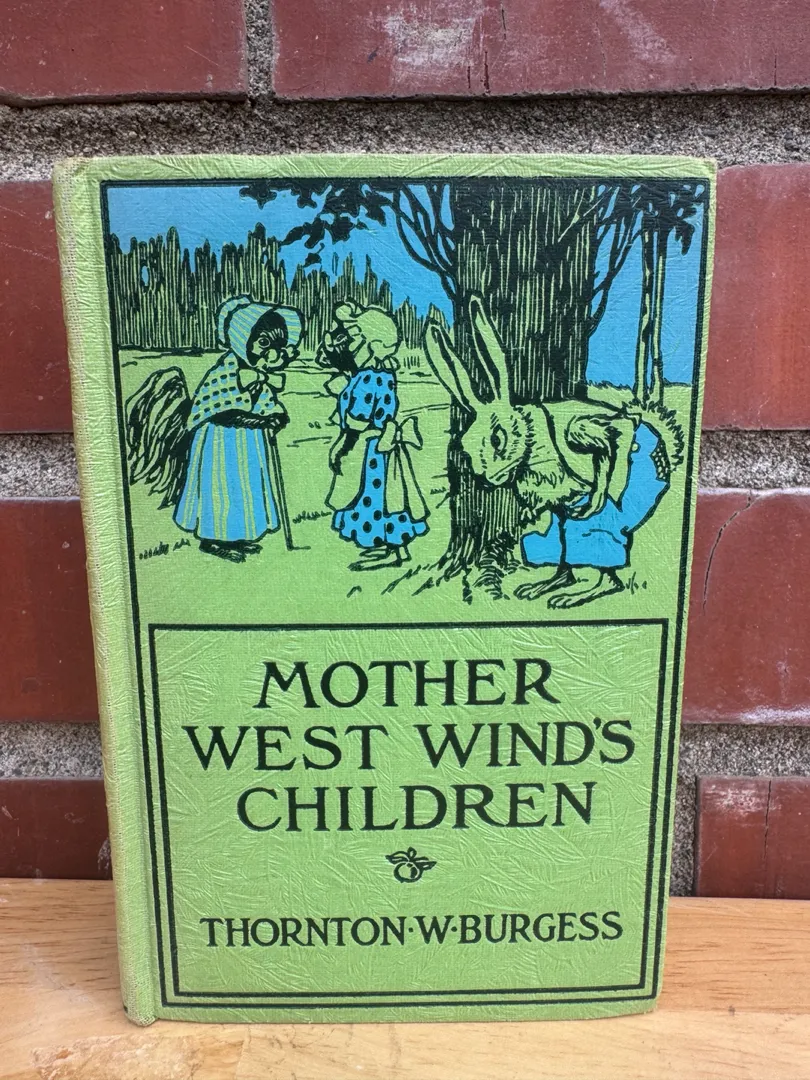 MOTHER
WEST WIND'S
CHILDREN
THORNTON·W·BURGESS